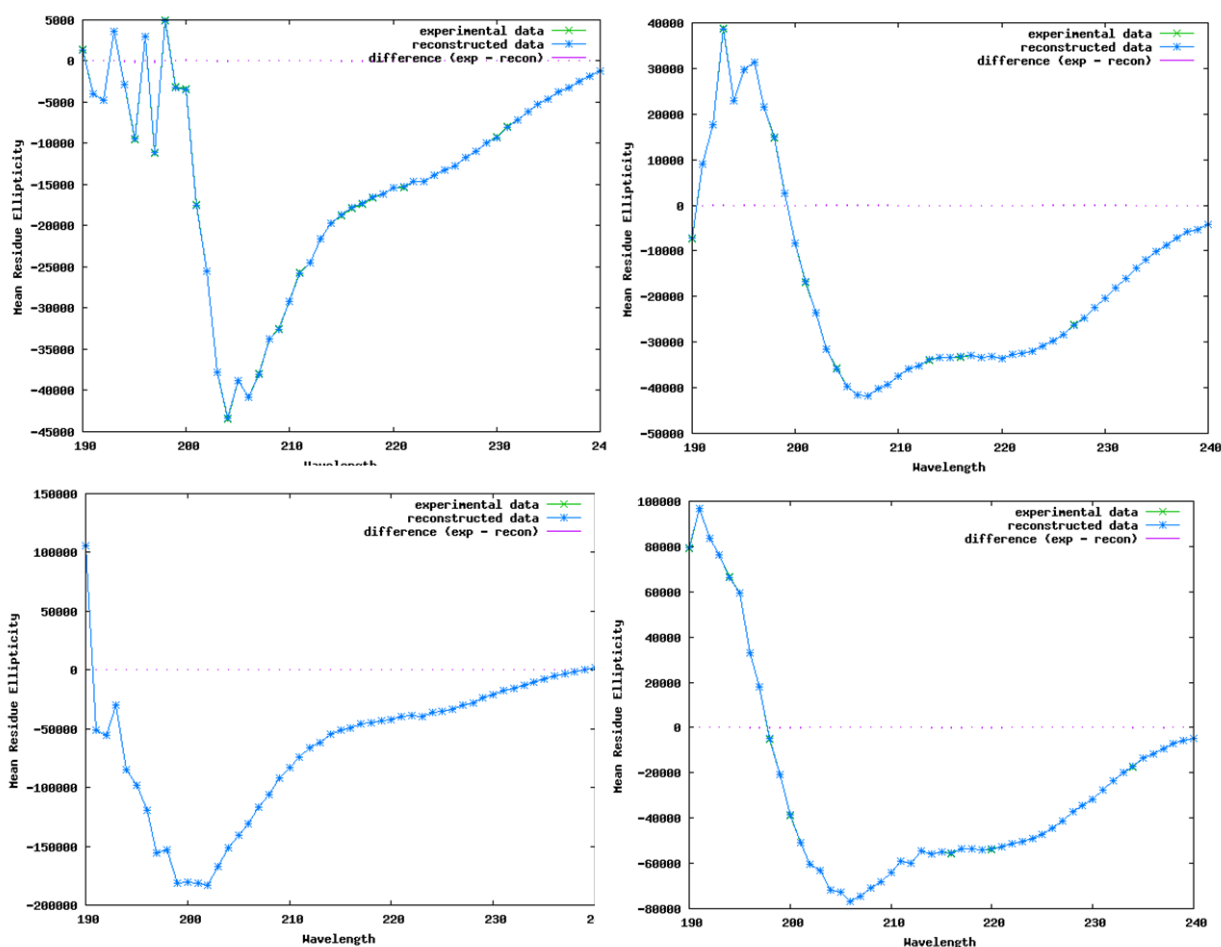 5000
0
-5000
-10000
-15000
-20000
-25000
-30000
-35000
-40000
-45000
Mean Residue Ellipticity
experimental data
reconstructed data
difference (exp - recon)
190 200 210 220 230 24
40000
30000
20000
10000
0
-10000
-20000
-30000
-40000
-50000
Mean Residue Ellipticity
experimental data
reconstructed data
difference (exp - recon)
190 200 210 220 230 240
Wavelength
150000
100000
50000
0
-50000
-100000
-150000
-200000
Mean Residue Ellipticity
experimental data
reconstructed data
difference (exp - recon)
190 200 210 220 230 2
Wavelength
100000
80000
60000
40000
20000
0
-20000
-40000
-60000
-80000
Mean Residue Ellipticity
experimental data
reconstructed data
difference (exp - recon)
190 200 210 220 230 240
Wavelength